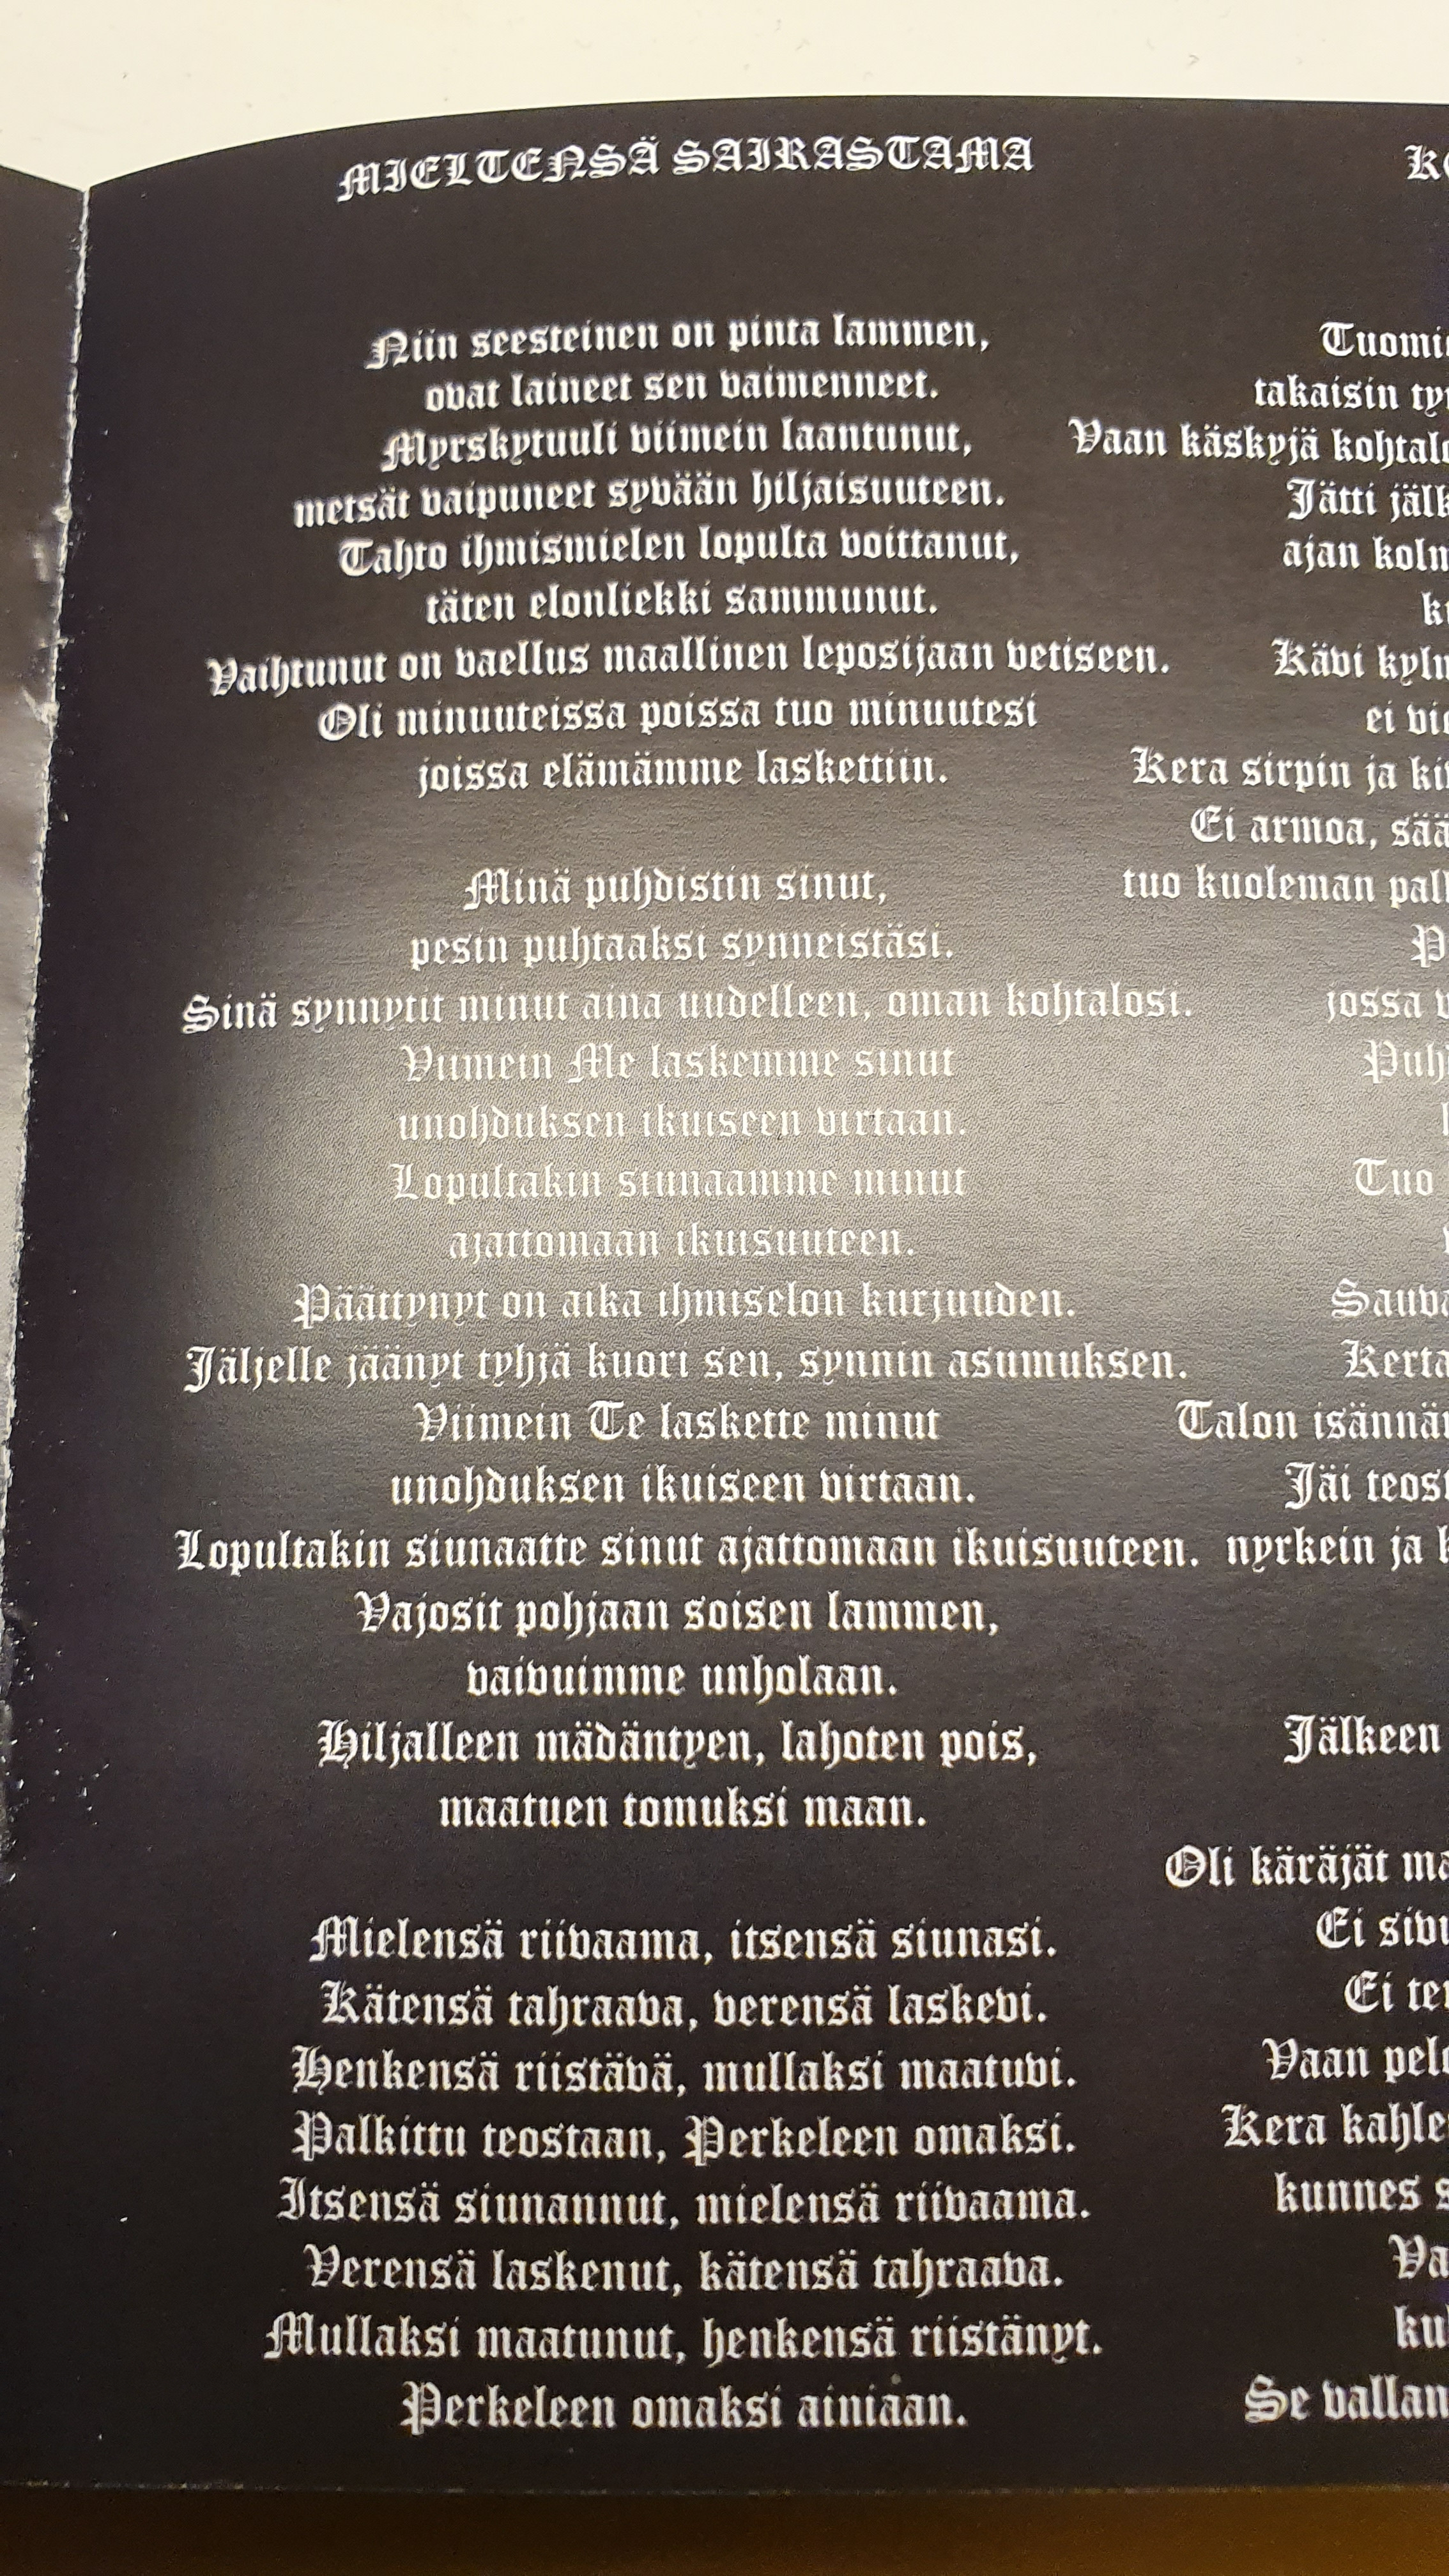 MIELTENSÄ SAIRASTAMA
Niin seesteinen on pinta lammen,
ovat laineet sen vaimenneet.
Myrskytuuli viimein laantunut,
metsät vaipuneet syvään hiljaisuuteen.
Tahto ihmismielen lopulta voittanut,
täten elonliekki sammunut.
Vaihtunut on vaellus maallinen leposijaan vetiseen.
Oli minuuteissa poissa tuo minuutesi
joissa elämämme laskettiin.
Minä puhdistin sinut,
pesin puhtaaksi synneistäsi.
Sinä synnytit minut aina uudelleen, oman kohtalosi.
Viimein Me laskemme sinut
unohduksen ikuiseen virtaan.
Lopultakin siunaamme minut
ajattomaan ikuisuuteen.
Päättynyt on aika ihmiselon kurjuuden.
Jäljelle jäänyt tyhjä kuori sen, synnin asumuksen.
Viimein Te laskette minut
unohduksen ikuiseen virtaan.
Lopultakin siunaatte sinut ajattomaan ikuisuuteen.
Vajosit pohjaan soisen lammen,
vaivuimme unholaan.
Hiljalleen mädäntyen, lahoten pois,
maatuen tomuksi maan.
Mielensä riivaama, itsensä siunasi.
Kätensä tahraava, verensä laskevi.
Henkensä riistävä, mullaksi maatuvi.
Palkittu teostaan, Perkeleen omaksi.
Itsensä siunannut, mielensä riivaama.
Verensä laskenut, kätensä tahraava.
Mullaksi maatunut, henkensä riistänyt.
Perkeleen omaksi ainiaan.
takaisin
Vaan käskyjä
Jätti
ajan
Kävi
ei
Kera sirpin ja
Ei armoa,
tuo kuoleman
jossa
Tuo
Talon
Jäi
nyrkein ja
Jälkeen
Oli käräjät
Ei
Ei
Vaan
Kera
kunnes
Se